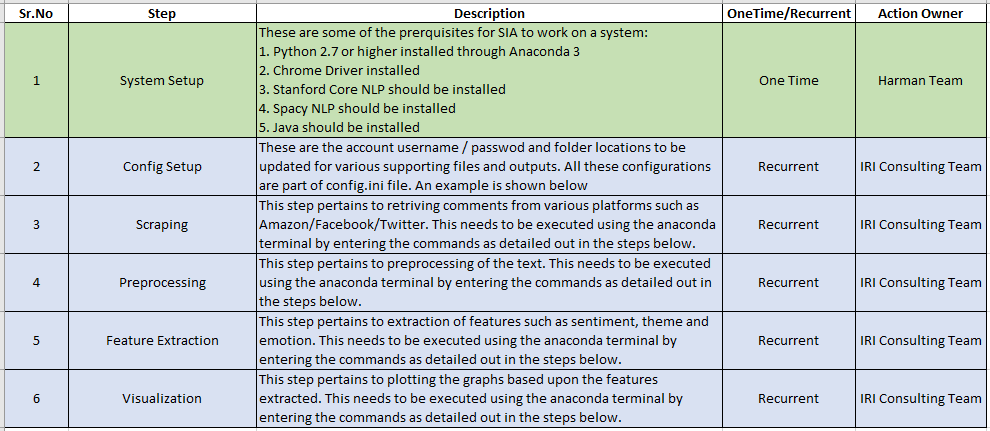 Sr.No Step Description OneTime/Recurrent Action Owner
These are some of the prerquisites for SIA to work on a system:
1. Python 2.7 or higher installed through Anaconda 3
2. Chrome Driver installed
1 System Setup 3. Stanford Core NLP should be installed One Time Harman Team
4. Spacy NLP should be installed
5. Java should be installed
These are the account username / passwod and folder locations to be
2 Config Setup updated for various supporting files and outputs. All these configurations Recurrent IRI Consulting Team
are part of config.ini file. An example is shown below
This step pertains to retriving comments from various platforms such as
3 Scraping Amazon/Facebook/Twitter. This needs to be executed using the anaconda Recurrent IRI Consulting Team
terminal by entering the commands as detailed out in the steps below.
This step pertains to preprocessing of the text. This needs to be executed
4 Preprocessing using the anaconda terminal by entering the commands as detailed out in Recurrent IRI Consulting Team
the steps below.
This step pertains to extraction of features such as sentiment, theme and
5 Feature Extraction emotion. This needs to be executed using the anaconda terminal by Recurrent IRI Consulting Team
entering the commands as detailed out in the steps below.
This step pertains to plotting the graphs based upon the features
6 Visualization extracted. This needs to be executed using the anaconda terminal by Recurrent IRI Consulting Team
entering the commands as detailed out in the steps below.